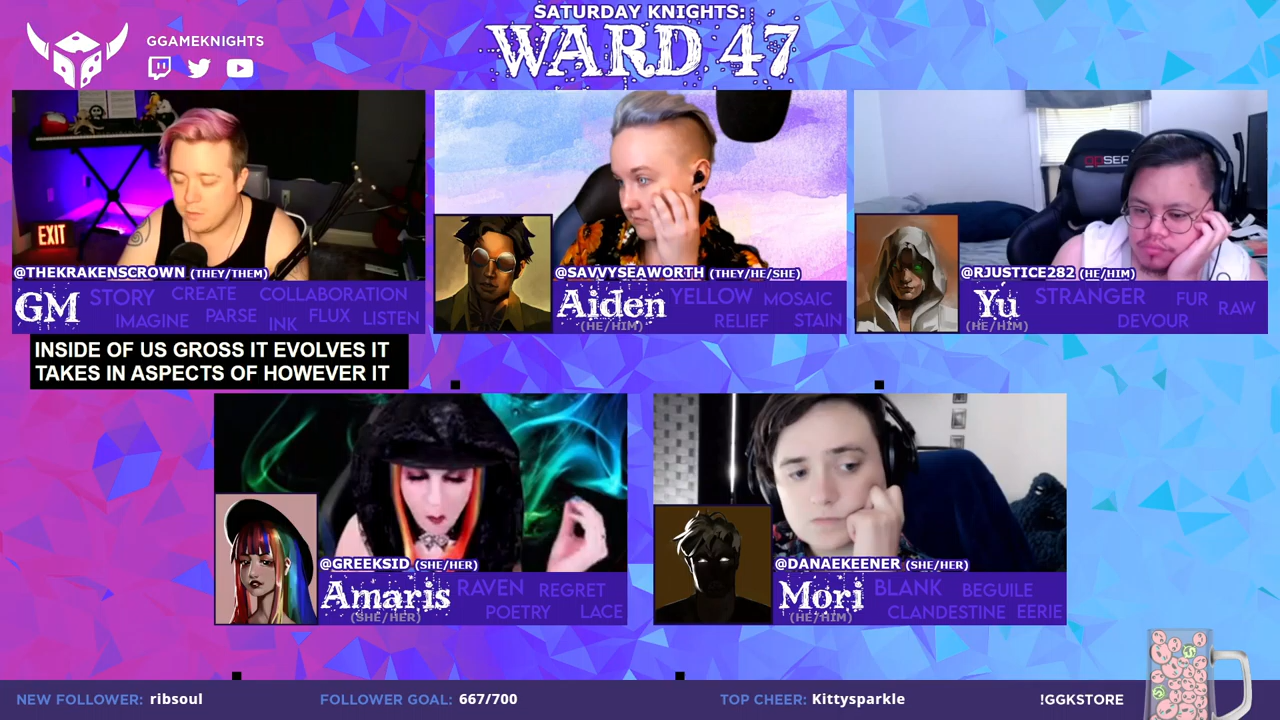 SATURDAY KNIGHTS:
WARD 47
GGAMEKNIGHTS
EXIT
@THEKRAKENSCROWN (THEY/THEM)
GM STORY CREATE COLLABORATION
IMAGINE PARSE INK FLUX LISTEN
@SAVVYSEAWORTH (THEY/HE/SHE)
Aiden YELLOW MOSAIC
(HE/HIM) RELIEF STAIN
@RJUSTICE282 (HE/HIM)
Yu STRANGER FUR RAW
(HE/HIM) DEVOUR
INSIDE OF US GROSS IT EVOLVES IT
TAKES IN ASPECTS OF HOWEVER IT
@GREEKSID (SHE/HER)
Amaris RAVEN REGRET
(SHE/HER) POETRY LACE
@DANAEKEENER (SHE/HER)
Mori BLANK BEGUILE
(HE/HIM) CLANDESTINE EERIE
NEW FOLLOWER: ribsoul FOLLOWER GOAL: 667/700 TOP CHEER: Kittysparkle !GGKSTORE